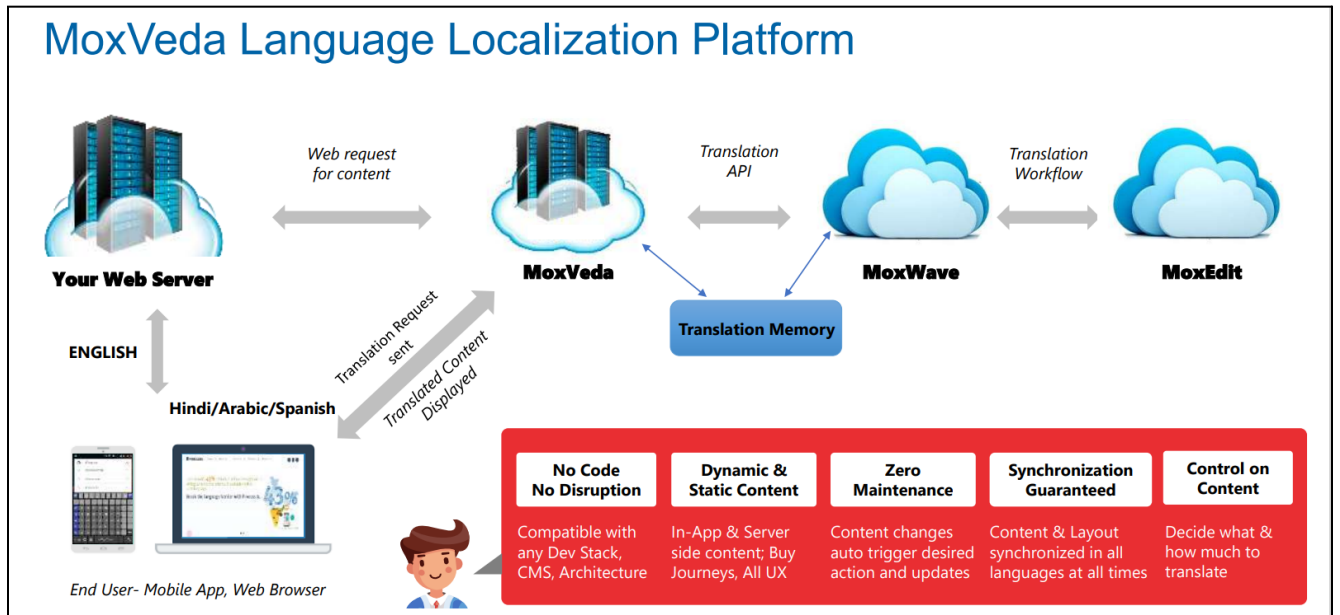 MoxVeda Language Localization Platform
Web request
for content
Translation
API
Translation
Workflow
Your Web Server
MoxVeda
MoxWave
MoxEdit
Translation Memory
ENGLISH
Translation Request
sent
Translated Content
Displayed
Hindi/Arabic/Spanish
43%
End User- Mobile App, Web Browser
No Code
No Disruption
Compatible with
any Dev Stack,
CMS, Architecture
Dynamic &
Static Content
In-App & Server
side content; Buy
Journeys, All UX
Zero
Maintenance
Content changes
auto trigger desired
action and updates
Synchronization
Guaranteed
Content & Layout
synchronized in all
languages at all times
Control on
Content
Decide what &
how much to
translate